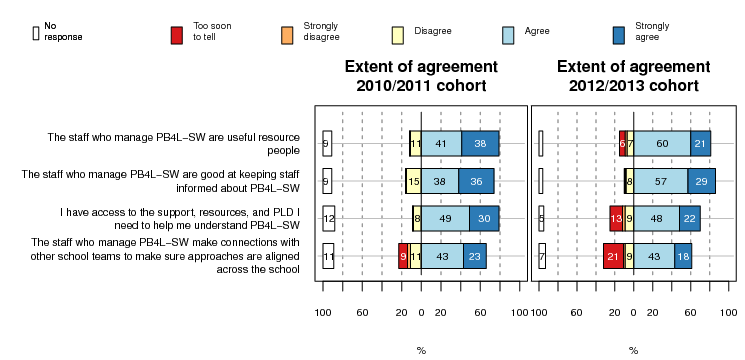 No
response
Too soon
to tell
Strongly
disagree
Disagree
Agree
Strongly
agree
Extent of agreement
2010/2011 cohort
Extent of agreement
2012/2013 cohort
The staff who manage PB4L−SW are useful resource
people
9 11 41 38
6 7 60 21
The staff who manage PB4L−SW are good at keeping staff
informed about PB4L−SW
9 15 38 36
8 57 29
I have access to the support, resources, and PLD I
need to help me understand PB4L−SW
12 8 49 30
5 13 9 48 22
The staff who manage PB4L−SW make connections with
other school teams to make sure approaches are aligned
across the school
11 9 11 43 23
7 21 9 43 18
100 60 20 0 20 60 100
100 60 20 0 20 60 100
%
%